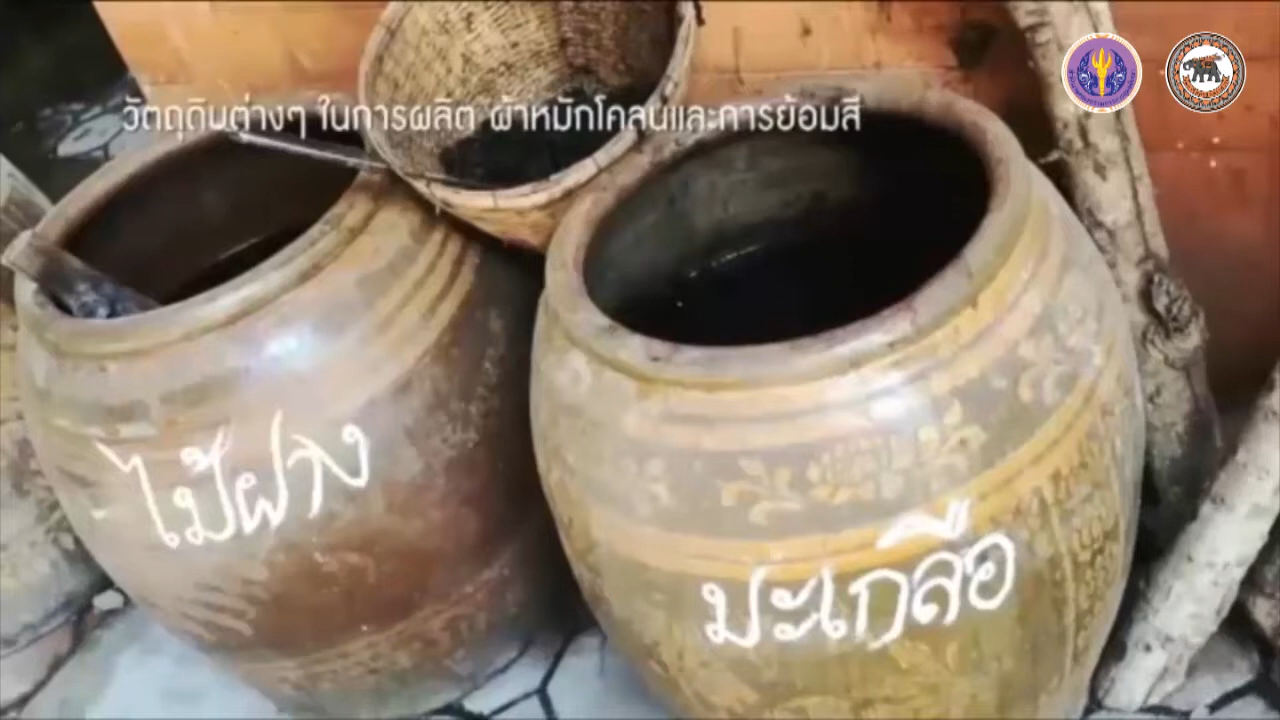 วัตถุดิบต่างๆ ในการผลิต ผ้าหมักโคลนและการย้อมสี
ไม้ฝาง
มะเกลือ